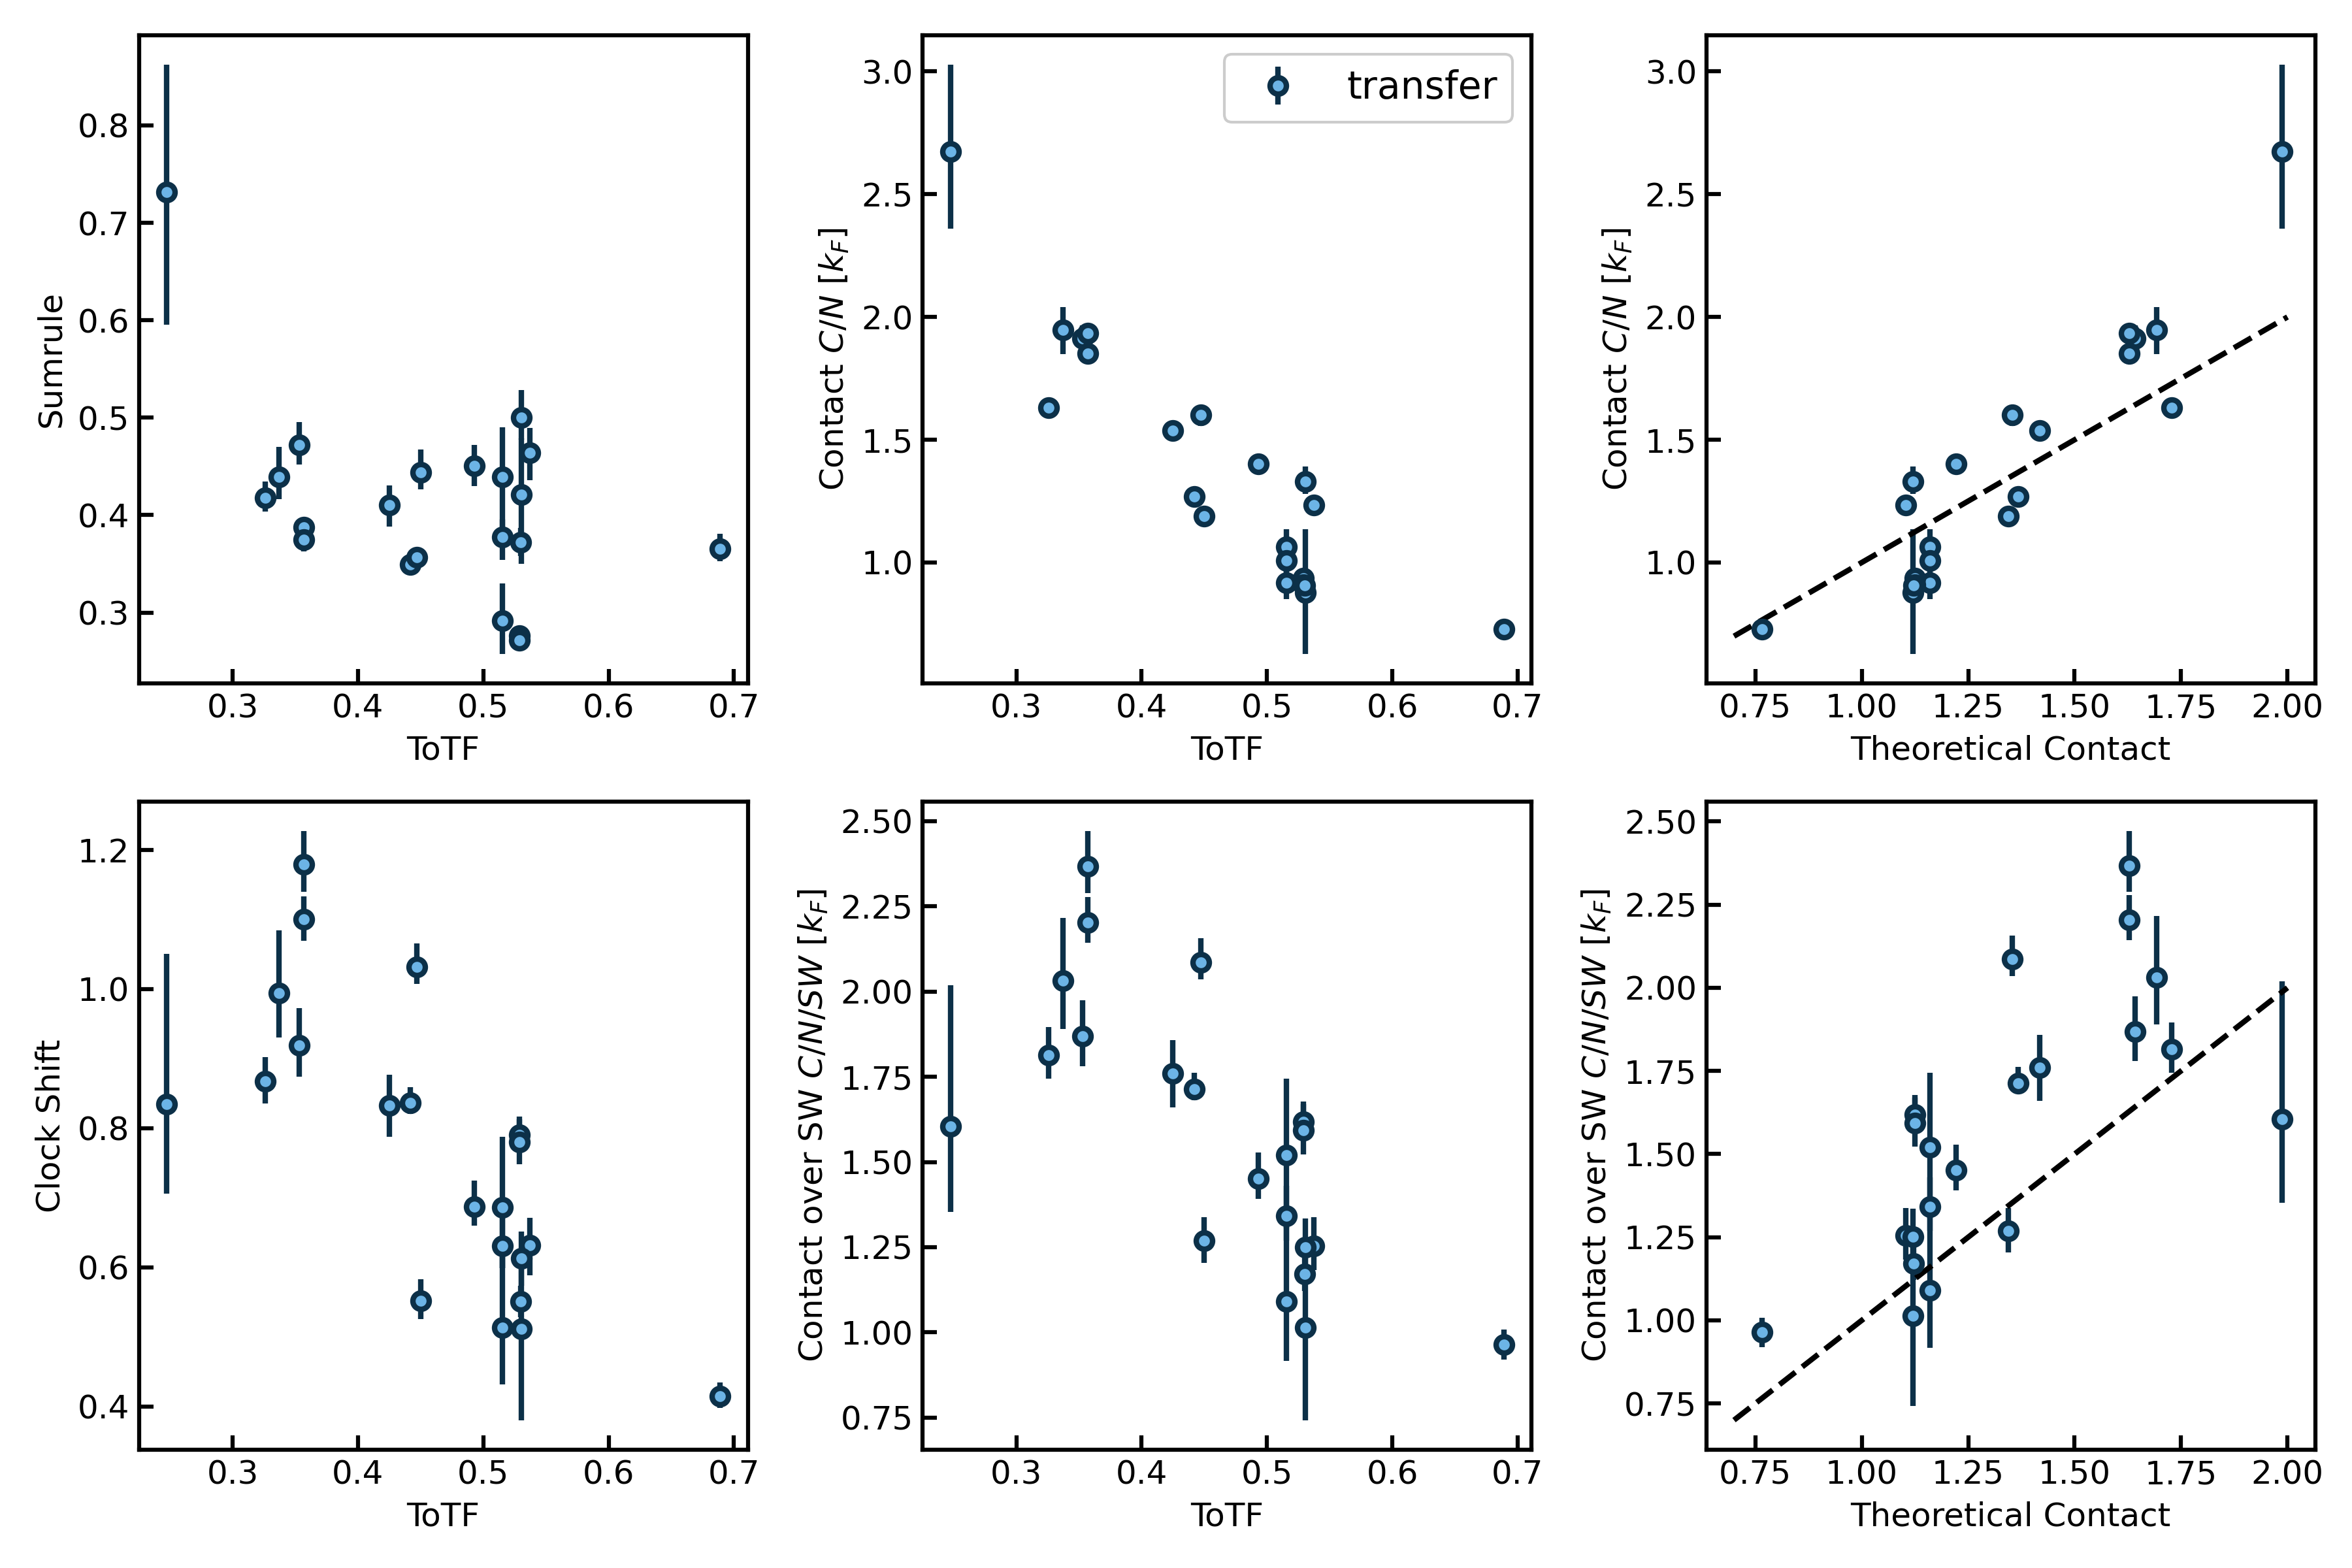 Sumrule
0.8
0.7
0.6
0.5
0.4
0.3
0.3 0.4 0.5 0.6 0.7
ToTF
Contact C/N [k_F]
3.0
2.5
2.0
1.5
1.0
transfer
0.3 0.4 0.5 0.6 0.7
ToTF
Contact C/N [k_F]
3.0
2.5
2.0
1.5
1.0
0.75 1.00 1.25 1.50 1.75 2.00
Theoretical Contact
Clock Shift
1.2
1.0
0.8
0.6
0.4
0.3 0.4 0.5 0.6 0.7
ToTF
Contact over SW C/N/SW [k_F]
2.50
2.25
2.00
1.75
1.50
1.25
1.00
0.75
0.3 0.4 0.5 0.6 0.7
ToTF
Contact over SW C/N/SW [k_F]
2.50
2.25
2.00
1.75
1.50
1.25
1.00
0.75
0.75 1.00 1.25 1.50 1.75 2.00
Theoretical Contact